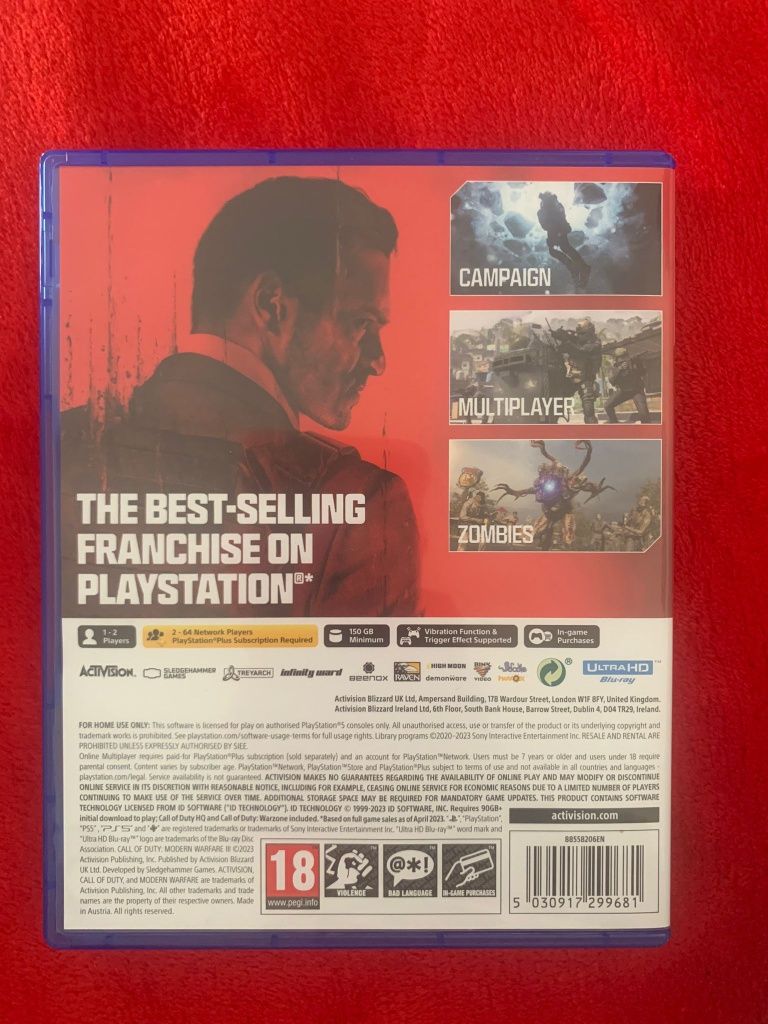 CAMPAIGN
MULTIPLAYER
ZOMBIES
THE BEST-SELLING
FRANCHISE ON
PLAYSTATION®*
1 - 2
Players
2 - 64 Network Players
PlayStation®Plus Subscription Required
150 GB
Minimum
Vibration Function &
Trigger Effect Supported
In-game
Purchases
ACTIVISION.
SLEDGEHAMMER
GAMES
TREYARCH
infinity ward
BEENOX
RAVEN
HIGH MOON
demonware
BINK
VIDEO
HAVOK
®
ULTRA HD™
Blu-ray
Activision Blizzard UK Ltd, Ampersand Building, 178 Wardour Street, London W1F 8FY, United Kingdom.
Activision Blizzard Ireland Ltd, 6th Floor, South Bank House, Barrow Street, Dublin 4, D04 TR29, Ireland.
FOR HOME USE ONLY: This software is licensed for play on authorised PlayStation®5 consoles only. All unauthorised access, use or transfer of the product or its underlying copyright and
trademark works is prohibited. See playstation.com/software-usage-terms for full usage rights. Library programs ©2020-2023 Sony Interactive Entertainment Inc. RESALE AND RENTAL ARE
PROHIBITED UNLESS EXPRESSLY AUTHORISED BY SIEE.
Online Multiplayer requires paid-for PlayStation®Plus subscription (sold separately) and an account for PlayStation™Network. Users must be 7 years or older and users under 18 require
parental consent. Content varies by subscriber age. PlayStation™Network, PlayStation™Store and PlayStation®Plus subject to terms of use and not available in all countries and languages -
playstation.com/legal. Service availability is not guaranteed. ACTIVISION MAKES NO GUARANTEES REGARDING THE AVAILABILITY OF ONLINE PLAY AND MAY MODIFY OR DISCONTINUE
ONLINE SERVICE IN ITS DISCRETION WITH REASONABLE NOTICE, INCLUDING FOR EXAMPLE, CEASING ONLINE SERVICE FOR ECONOMIC REASONS DUE TO A LIMITED NUMBER OF PLAYERS
CONTINUING TO MAKE USE OF THE SERVICE OVER TIME. ADDITIONAL STORAGE SPACE MAY BE REQUIRED FOR MANDATORY GAME UPDATES. THIS PRODUCT CONTAINS SOFTWARE
TECHNOLOGY LICENSED FROM ID SOFTWARE ("ID TECHNOLOGY"). ID TECHNOLOGY © 1999-2023 ID SOFTWARE, INC. Requires 90GB+
initial download to play; Call of Duty HQ and Call of Duty: Warzone included. *Based on full game sales as of April 2023. "PlayStation",
"PS5", "PS5" and are registered trademarks or trademarks of Sony Interactive Entertainment Inc. "Ultra HD Blu-ray™" word mark and
"Ultra HD Blu-ray™" logo are trademarks of the Blu-ray Disc
Association. CALL OF DUTY: MODERN WARFARE III ©2023
Activision Publishing, Inc. Published by Activision Blizzard
UK Ltd. Developed by Sledgehammer Games. ACTIVISION,
CALL OF DUTY, and MODERN WARFARE are trademarks of
Activision Publishing, Inc. All other trademarks and trade
names are the property of their respective owners. Made
in Austria. All rights reserved.
activision.com
18
www.pegi.info
VIOLENCE
@*!
BAD LANGUAGE
IN-GAME PURCHASES
88558206EN
5 030917 299681